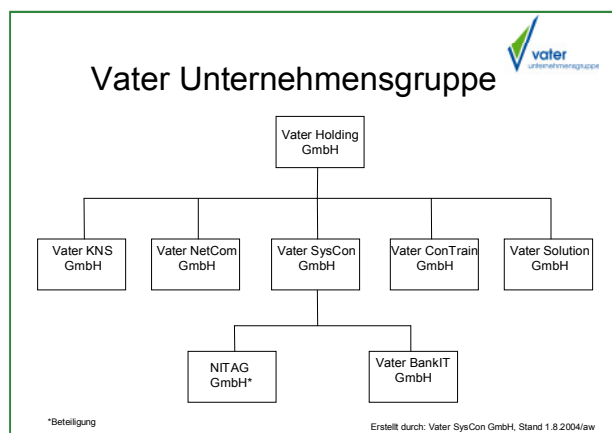 vater
unternehmensgruppe
Vater Unternehmensgruppe
Vater Holding
GmbH
Vater KNS
GmbH
Vater NetCom
GmbH
Vater SysCon
GmbH
Vater ConTrain
GmbH
Vater Solution
GmbH
NITAG
GmbH*
Vater BankIT
GmbH
*Beteiligung
Erstellt durch: Vater SysCon GmbH, Stand 1.8.2004/aw